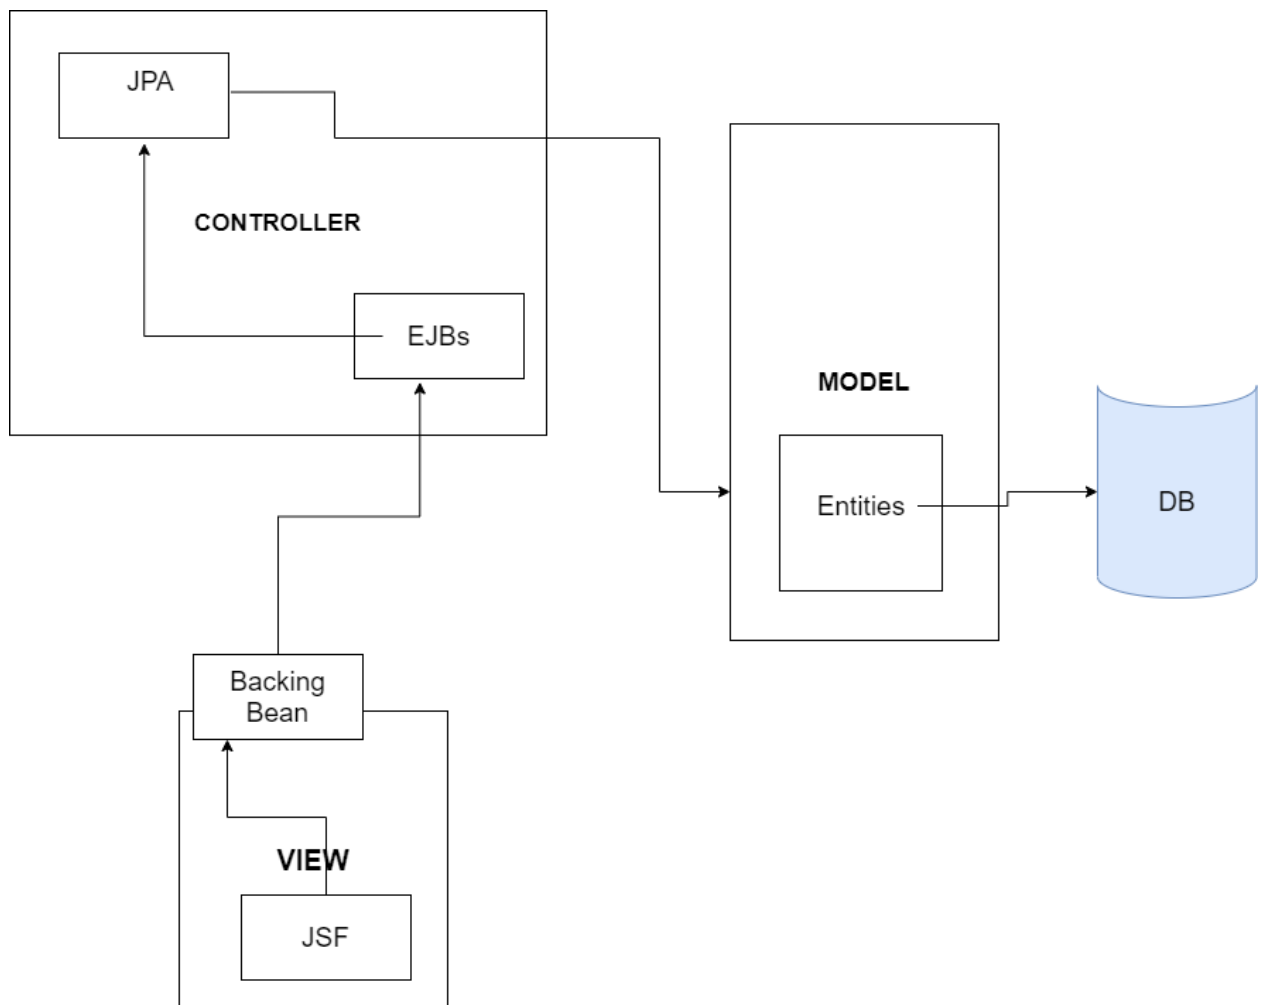 JPA
CONTROLLER
EJBs
MODEL
Entities
DB
Backing
Bean
VIEW
JSF